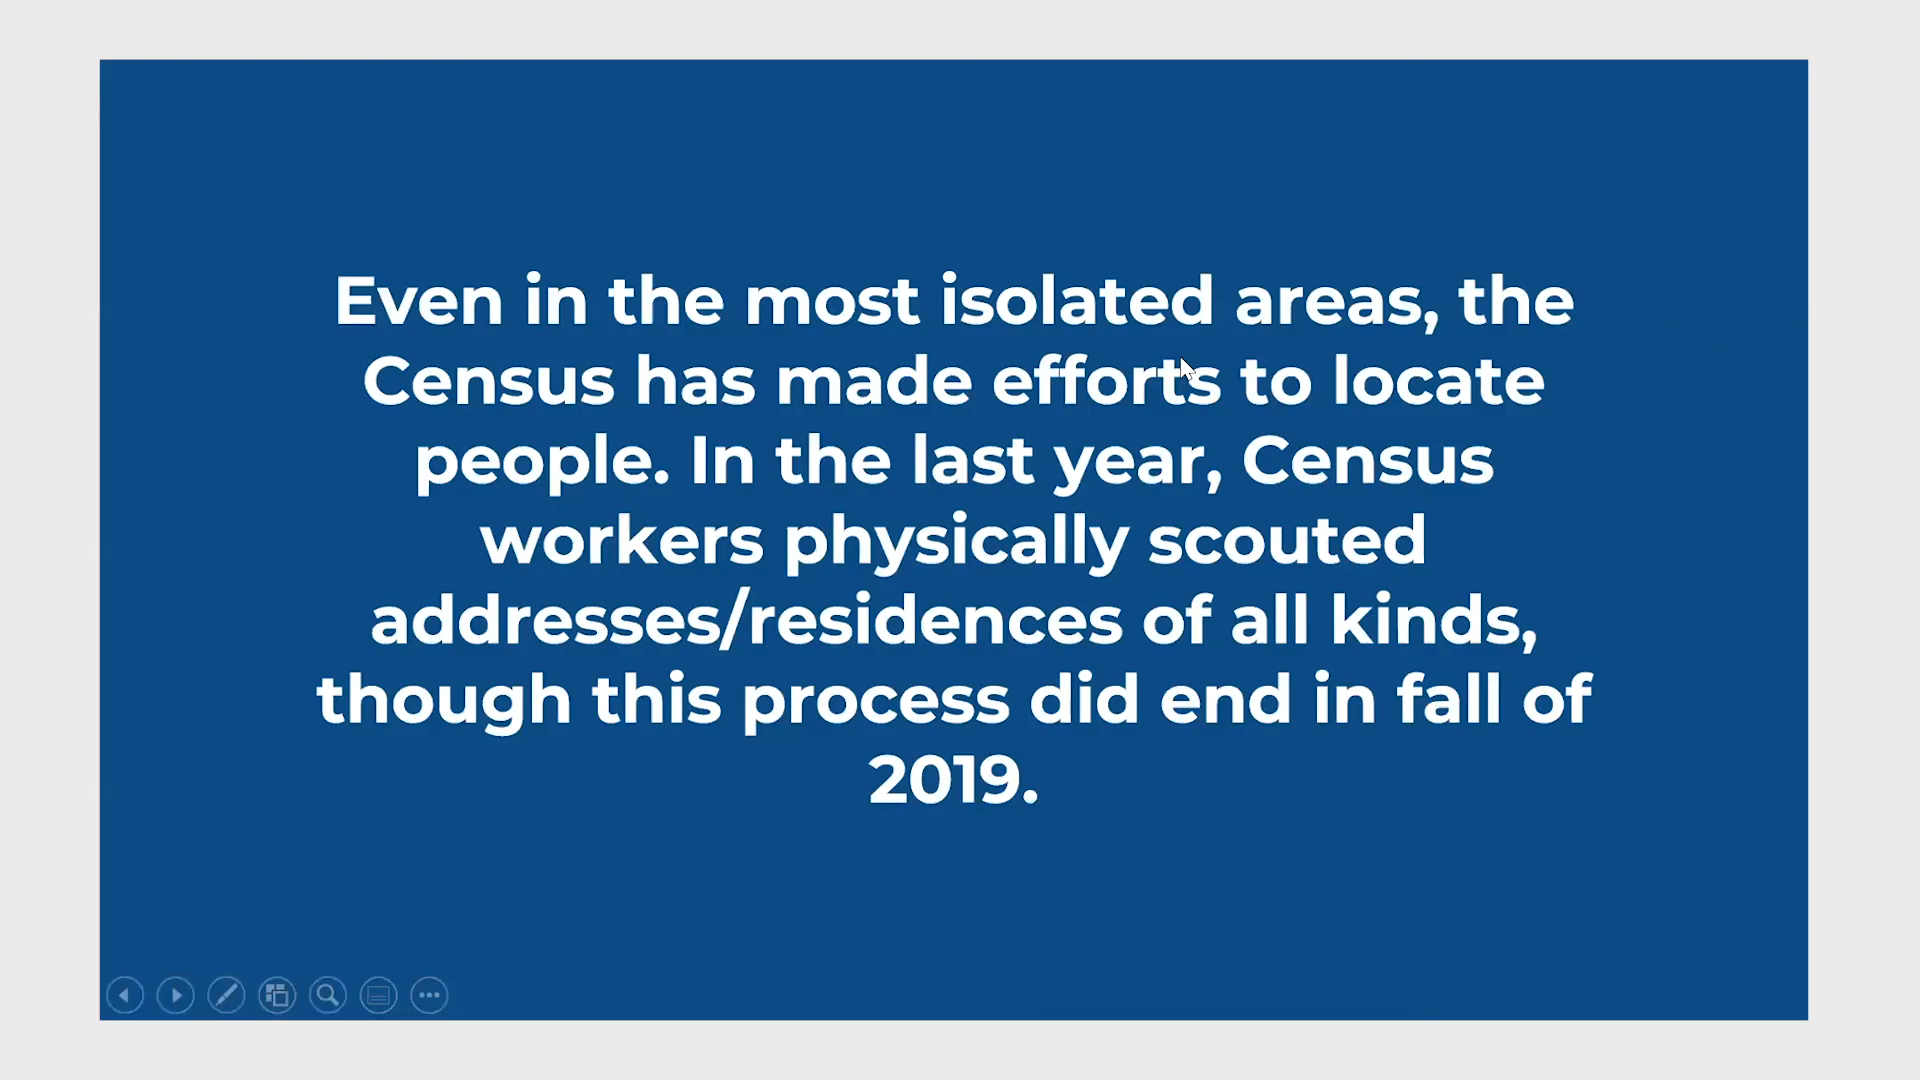 Even in the most isolated areas, the
Census has made efforts to locate
people. In the last year, Census
workers physically scouted
addresses/residences of all kinds,
though this process did end in fall of
2019.